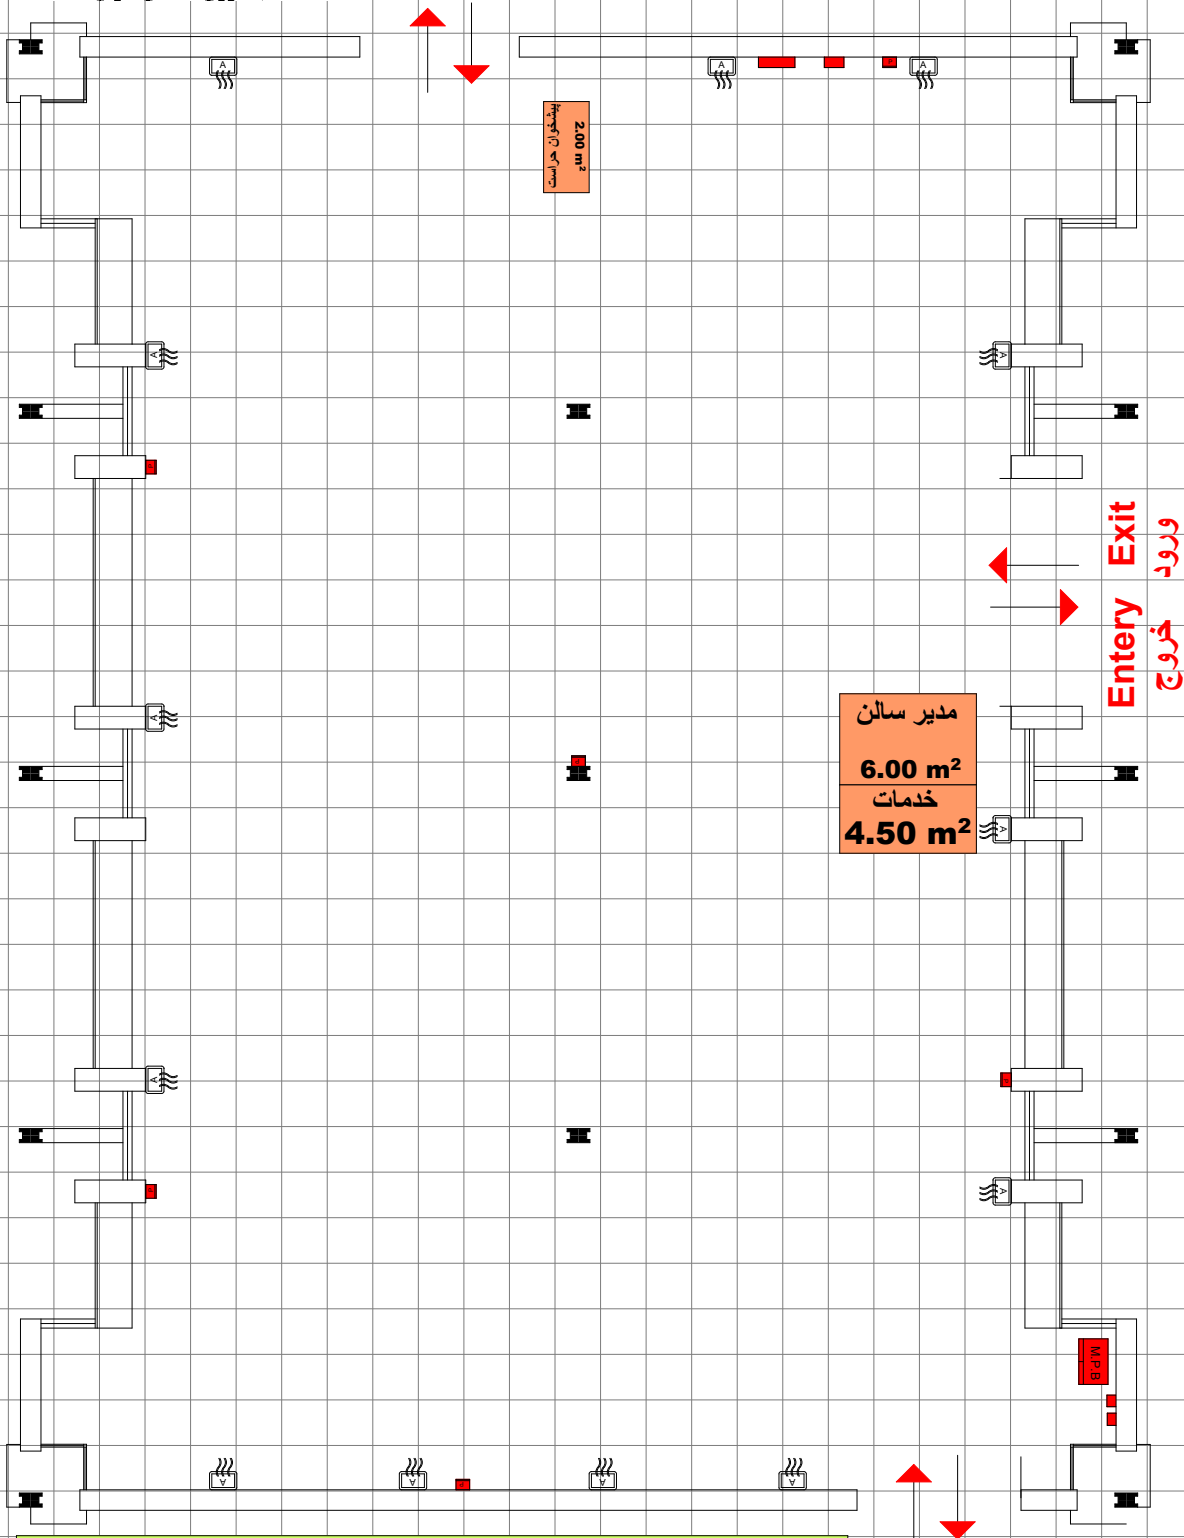 A
A
A
پیشخوان حراست
2.00 m²
A
A
Entery Exit
ورود
خروج
مدیر سالن
6.00 m²
خدمات
4.50 m²
A
A
A
A
M.P.B
A
A
A
A